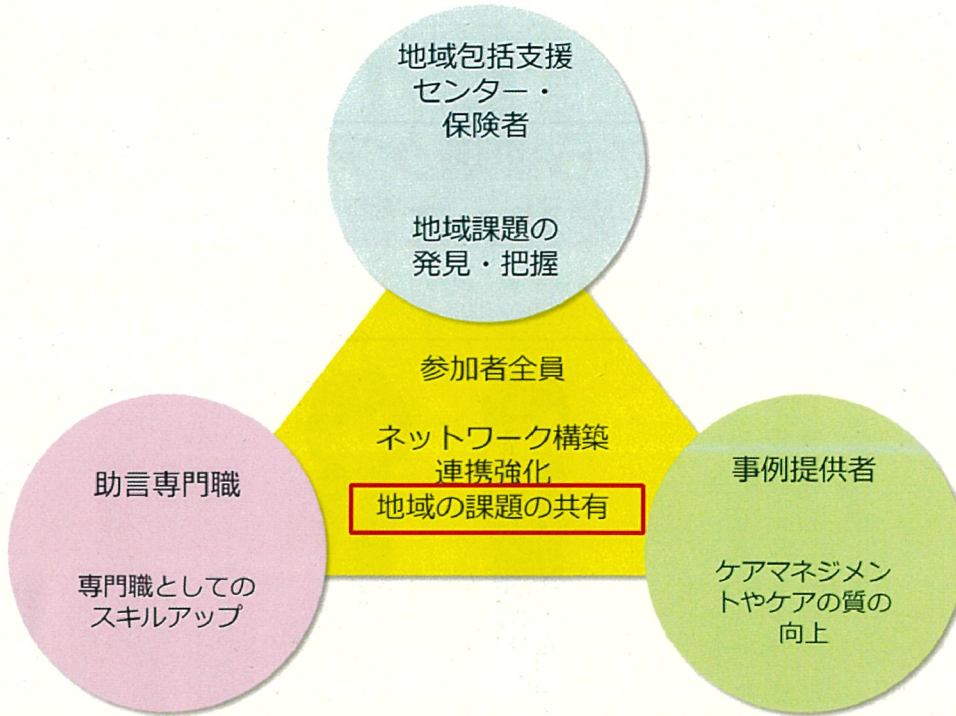 地域包括支援
センター・
保険者
地域課題の
発見・把握
参加者全員
ネットワーク構築
連携強化
地域の課題の共有
助言専門職
専門職としての
スキルアップ
事例提供者
ケアマネジメン
トやケアの質の
向上